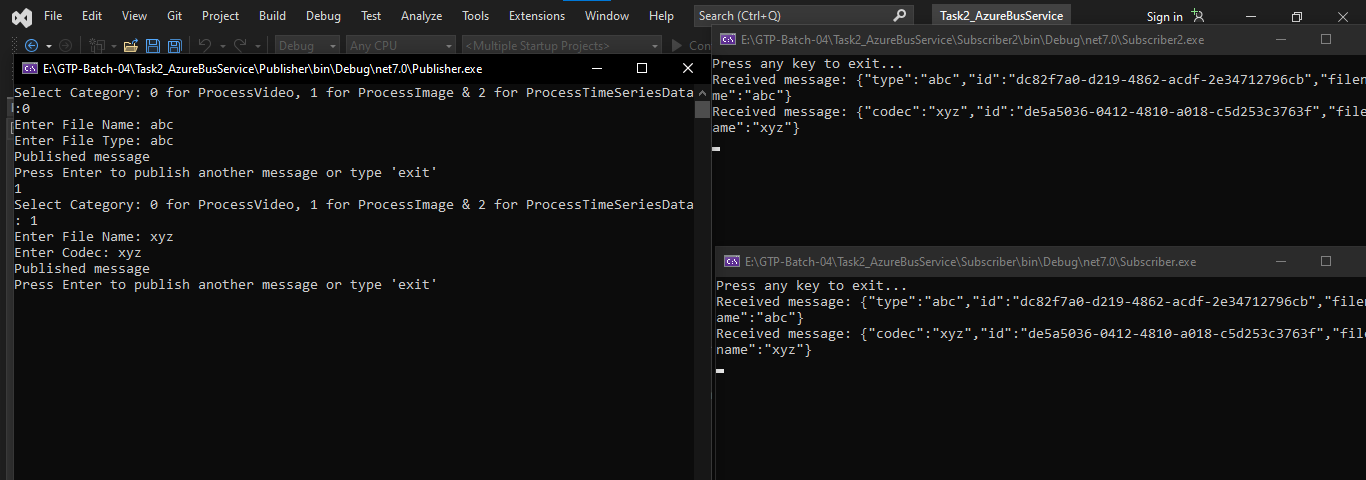 File Edit View Git Project Build Debug Test Analyze Tools Extensions Window Help Search (Ctrl+Q) Task2_AzureBusService Sign in
Debug Any CPU <Multiple Startup Projects> Con
E:\GTP-Batch-04\Task2_AzureBusService\Publisher\bin\Debug\net7.0\Publisher.exe
Select Category: 0 for ProcessVideo, 1 for ProcessImage & 2 for ProcessTimeSeriesData
:0
Enter File Name: abc
Enter File Type: abc
Published message
Press Enter to publish another message or type 'exit'
1
Select Category: 0 for ProcessVideo, 1 for ProcessImage & 2 for ProcessTimeSeriesData
: 1
Enter File Name: xyz
Enter Codec: xyz
Published message
Press Enter to publish another message or type 'exit'
E:\GTP-Batch-04\Task2_AzureBusService\Subscriber2\bin\Debug\net7.0\Subscriber2.exe
Press any key to exit...
Received message: {"type":"abc","id":"dc82f7a0-d219-4862-acdf-2e34712796cb","filen
me":"abc"}
Received message: {"codec":"xyz","id":"de5a5036-0412-4810-a018-c5d253c3763f","file
ame":"xyz"}
E:\GTP-Batch-04\Task2_AzureBusService\Subscriber\bin\Debug\net7.0\Subscriber.exe
Press any key to exit...
Received message: {"type":"abc","id":"dc82f7a0-d219-4862-acdf-2e34712796cb","filen
ame":"abc"}
Received message: {"codec":"xyz","id":"de5a5036-0412-4810-a018-c5d253c3763f","file
name":"xyz"}